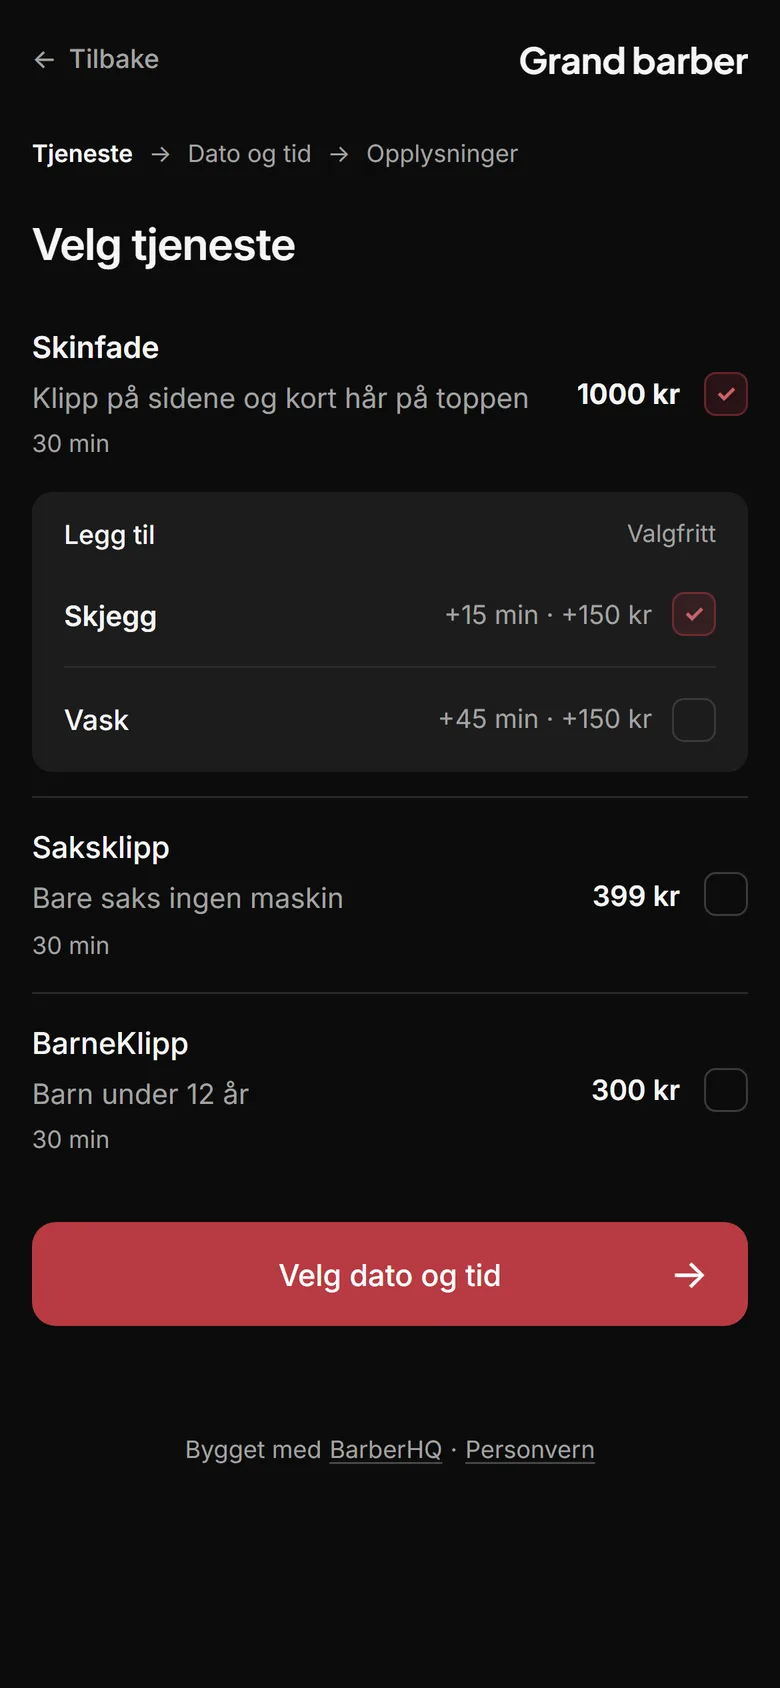 ← Tilbake
Grand barber
Tjeneste → Dato og tid → Opplysninger
Velg tjeneste
Skinfade
Klipp på sidene og kort hår på toppen
1000 kr
30 min
Legg til
Valgfritt
Skjegg
+15 min · +150 kr
Vask
+45 min · +150 kr
Saksklipp
Bare saks ingen maskin
399 kr
30 min
BarneKlipp
Barn under 12 år
300 kr
30 min
Velg dato og tid →
Bygget med BarberHQ · Personvern